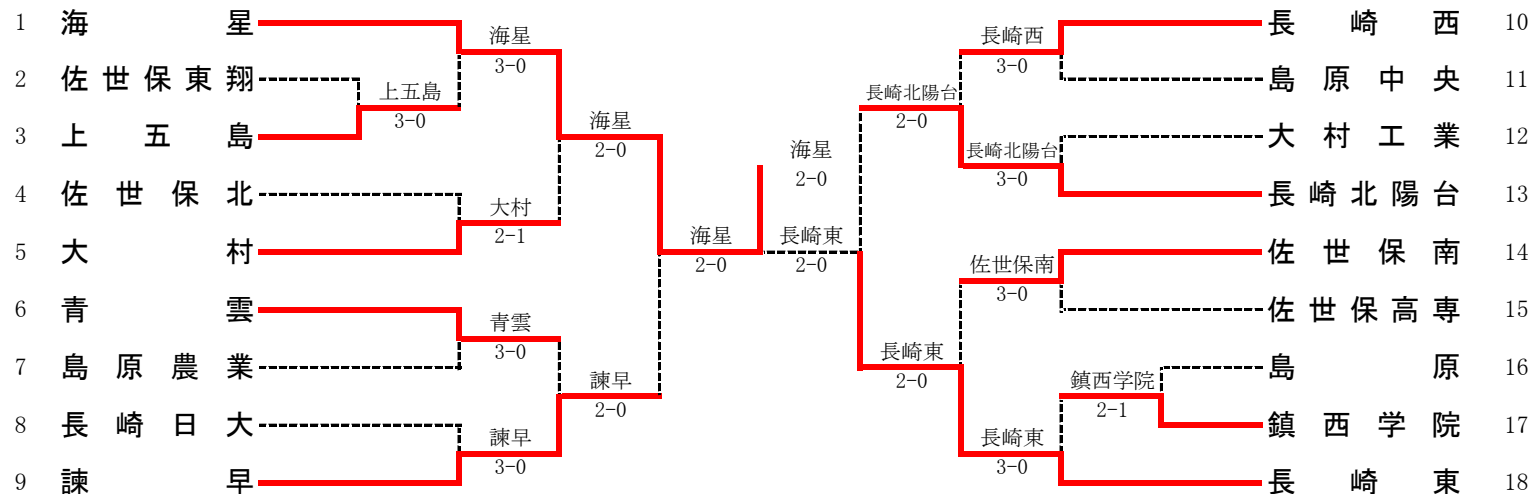 1 海星
2 佐世保東翔
3 上五島
4 佐世保北
5 大村
6 青雲
7 島原農業
8 長崎日大
9 諫早
海星
3-0
上五島
3-0
大村
2-1
青雲
3-0
諫早
3-0
海星
2-0
諫早
2-0
海星
2-0
海星
2-0
長崎東
2-0
長崎北陽台
2-0
長崎東
2-0
長崎西
3-0
長崎北陽台
3-0
佐世保南
3-0
長崎東
3-0
鎮西学院
2-1
長崎西 10
島原中央 11
大村工業 12
長崎北陽台 13
佐世保南 14
佐世保高専 15
島原 16
鎮西学院 17
長崎東 18